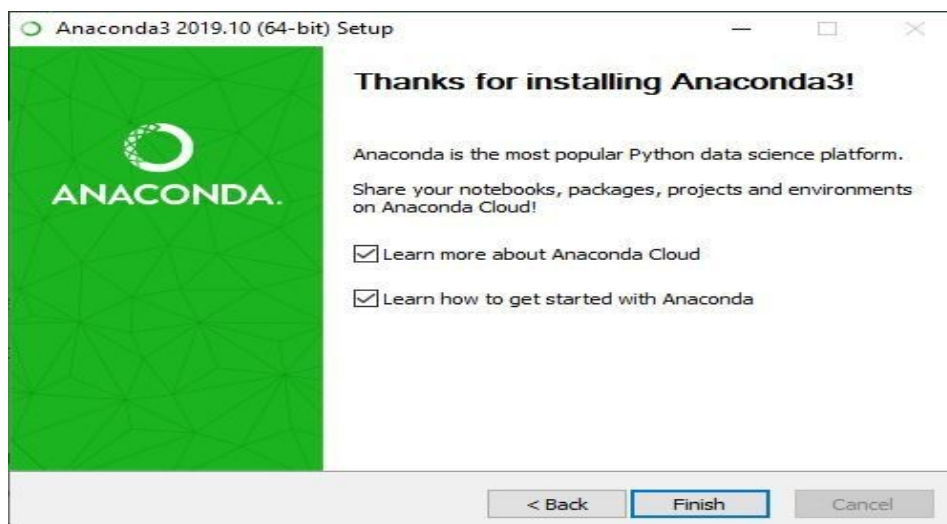 Anaconda3 2019.10 (64-bit) Setup
Thanks for installing Anaconda3!
ANACONDA.
Anaconda is the most popular Python data science platform.
Share your notebooks, packages, projects and environments
on Anaconda Cloud!
Learn more about Anaconda Cloud
Learn how to get started with Anaconda
< Back
Finish
Cancel